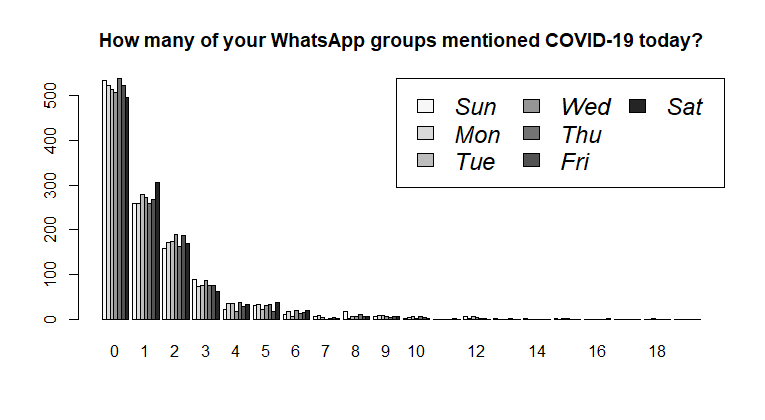 How many of your WhatsApp groups mentioned COVID-19 today?
Sun Wed Sat
Mon Thu
Tue Fri
500
400
300
200
100
0
0 1 2 3 4 5 6 7 8 9 10 12 14 16 18